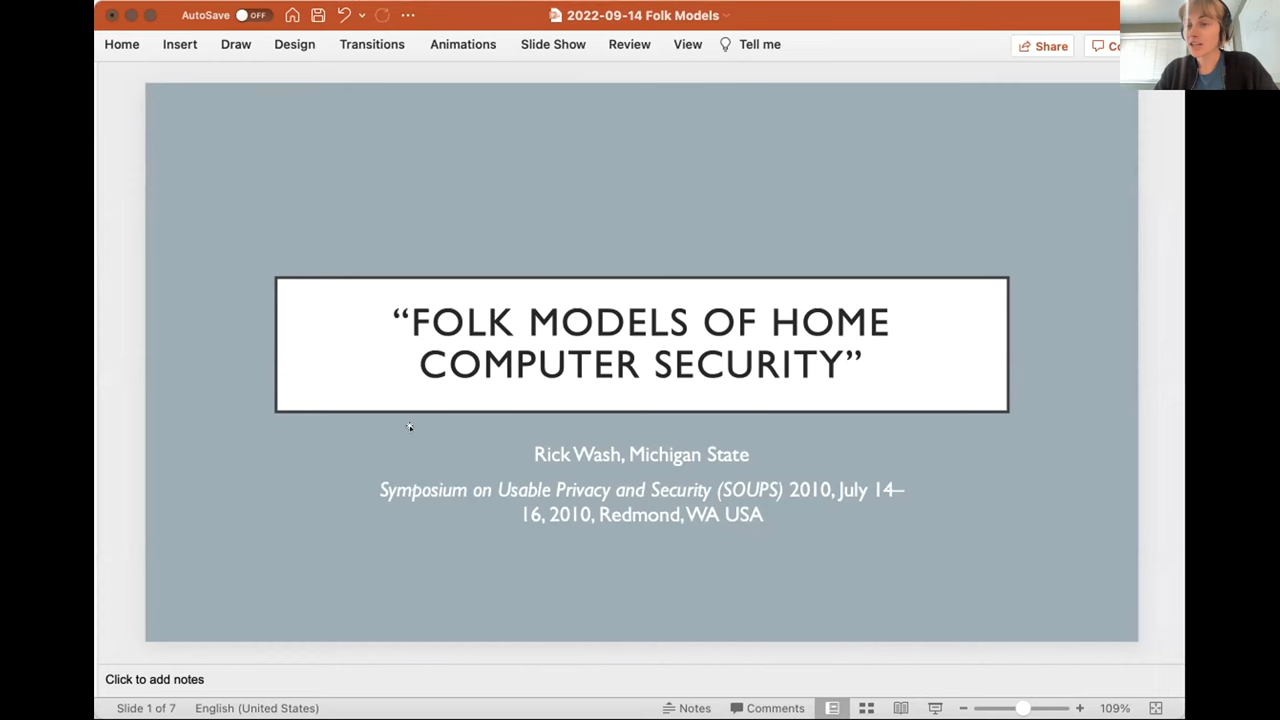 AutoSave OFF
2022-09-14 Folk Models
Home Insert Draw Design Transitions Animations Slide Show Review View Tell me
Share
“FOLK MODELS OF HOME
COMPUTER SECURITY”
Rick Wash, Michigan State
Symposium on Usable Privacy and Security (SOUPS) 2010, July 14–
16, 2010, Redmond, WA USA
Click to add notes
Slide 1 of 7 English (United States) Notes Comments 109%